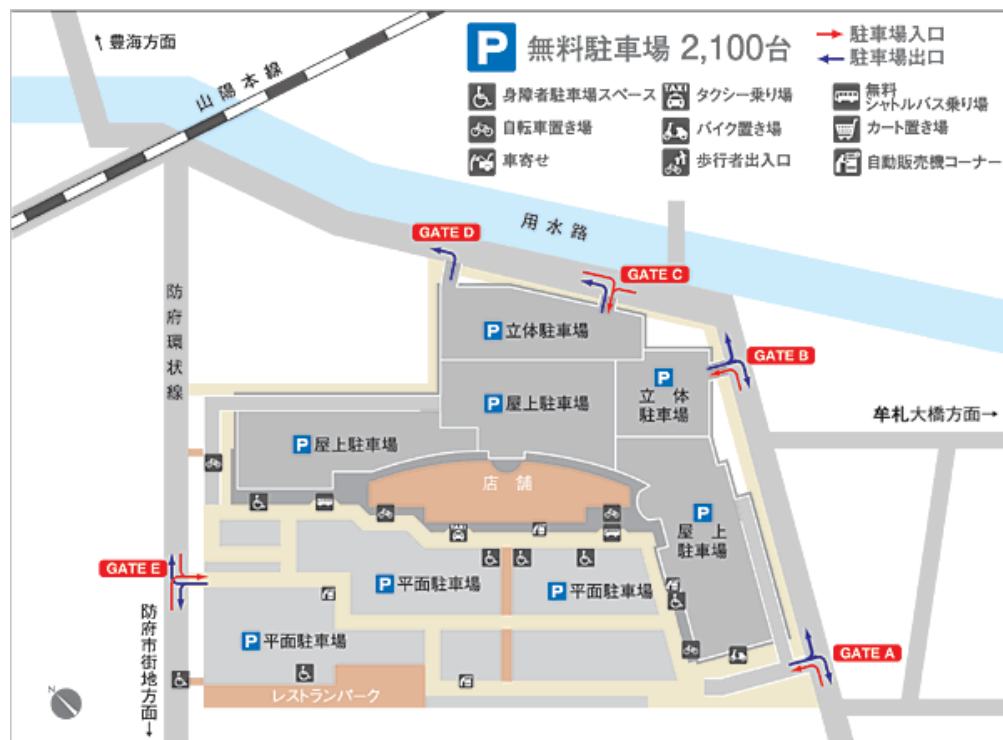 ↑豊海方面
山陽本線
P 無料駐車場 2,100台
→ 駐車場入口
← 駐車場出口
身障者駐車場スペース
自転車置き場
車寄せ
TAXI タクシー乗り場
バイク置き場
歩行者出入口
無料
シャトルバス乗り場
カート置き場
自動販売機コーナー
用水路
GATE D
GATE C
GATE B
防府環状線
P 立体駐車場
P 屋上駐車場
P
立体
駐車場
牟礼大橋方面→
P 屋上駐車場
店舗
P
屋上
駐車場
TAXI
GATE E
P 平面駐車場
P 平面駐車場
P 平面駐車場
防府市街地方面→
GATE A
レストランパーク
N